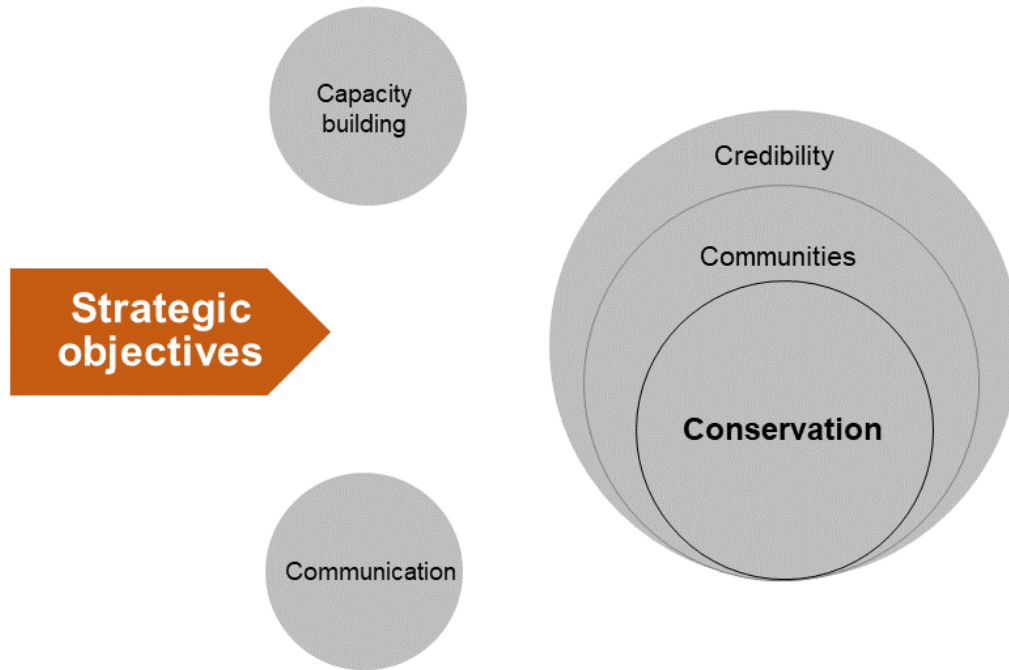 Capacity
building
Credibility
Communities
Strategic
objectives
Conservation
Communication